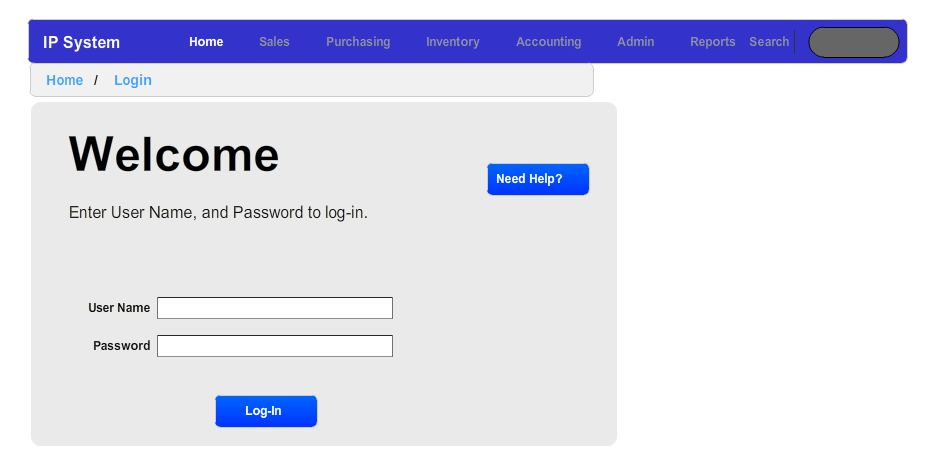 IP System Home Sales Purchasing Inventory Accounting Admin Reports Search
Home / Login
Welcome
Need Help?
Enter User Name, and Password to log-in.
User Name
Password
Log-In